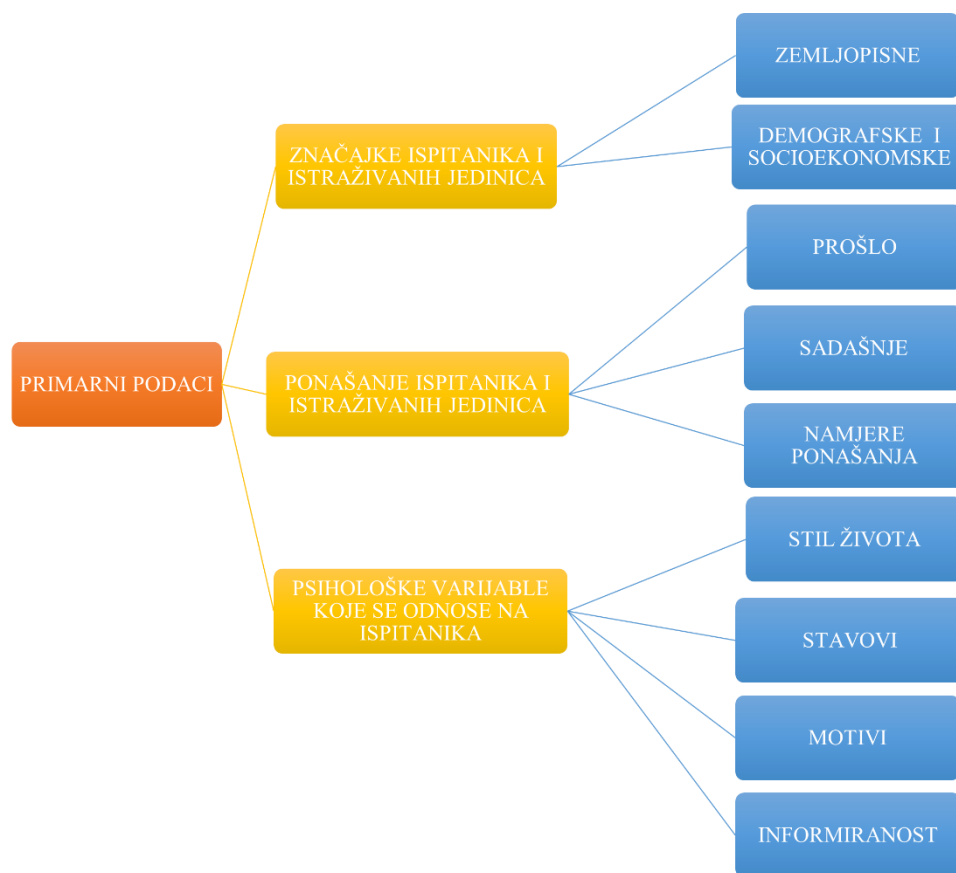 PRIMARNI PODACI
ZNAČAJKE ISPITANIKA I
ISTRAŽIVANIH JEDINICA
ZEMLJOPISNE
DEMOGRAFSKE I
SOCIOEKONOMSKE
PONAŠANJE ISPITANIKA I
ISTRAŽIVANIH JEDINICA
PROŠLO
SADAŠNJE
NAMJERE
PONAŠANJA
PSIHOLOŠKE VARIJABLE
KOJE SE ODNOSE NA
ISPITANIKA
STIL ŽIVOTA
STAVOVI
MOTIVI
INFORMIRANOST